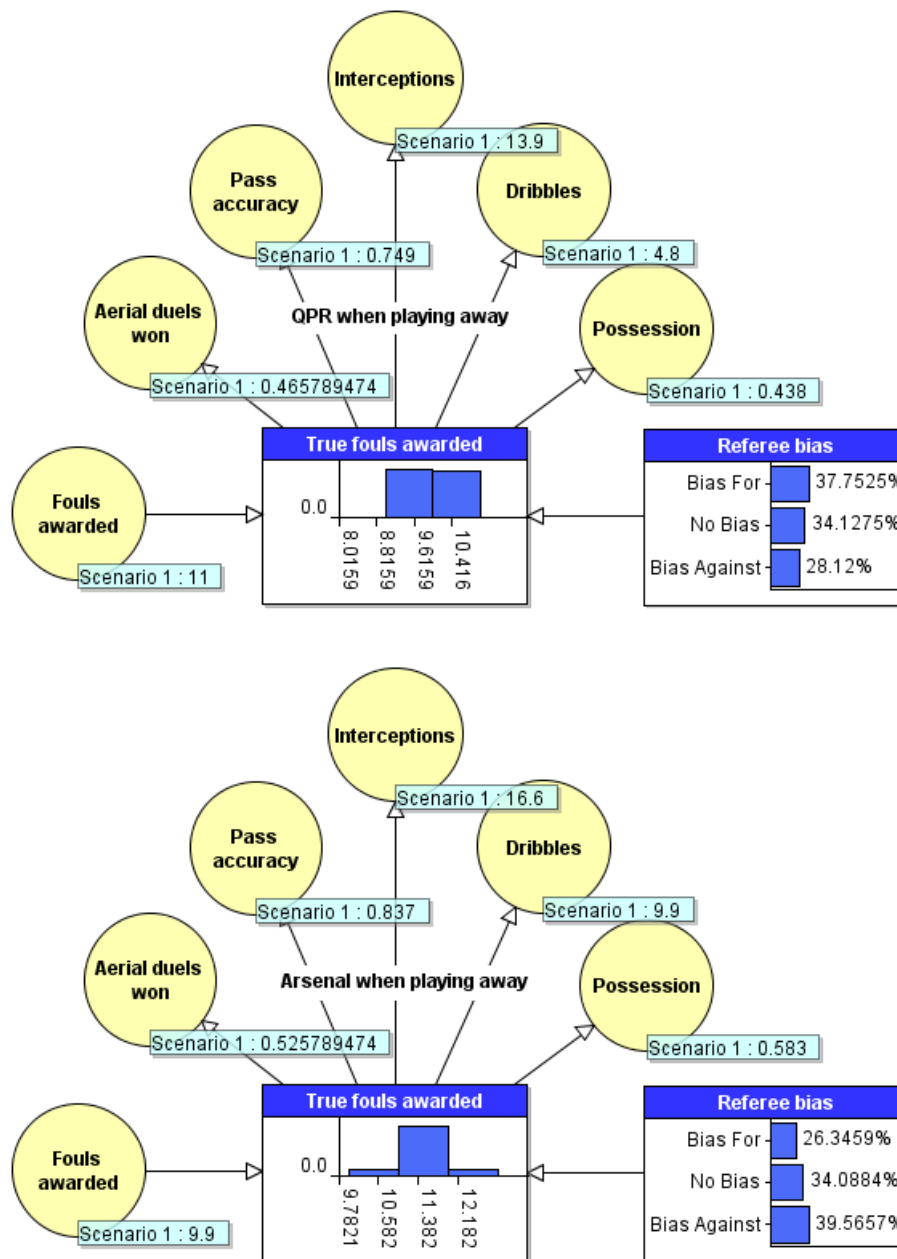 Interceptions
Scenario 1 : 13.9
Pass
accuracy
Scenario 1 : 0.749
Dribbles
Scenario 1 : 4.8
Aerial duels
won
Scenario 1 : 0.465789474
QPR when playing away
Possession
Scenario 1 : 0.438
Fouls
awarded
Scenario 1 : 11
True fouls awarded
0.0
8.0159
8.8159
9.6159
10.416
Referee bias
Bias For
37.7525%
No Bias
34.1275%
Bias Against
28.12%
Interceptions
Scenario 1 : 16.6
Pass
accuracy
Scenario 1 : 0.837
Dribbles
Scenario 1 : 9.9
Aerial duels
won
Scenario 1 : 0.525789474
Arsenal when playing away
Possession
Scenario 1 : 0.583
Fouls
awarded
Scenario 1 : 9.9
True fouls awarded
0.0
9.7821
10.582
11.382
12.182
Referee bias
Bias For
26.3459%
No Bias
34.0884%
Bias Against
39.5657%